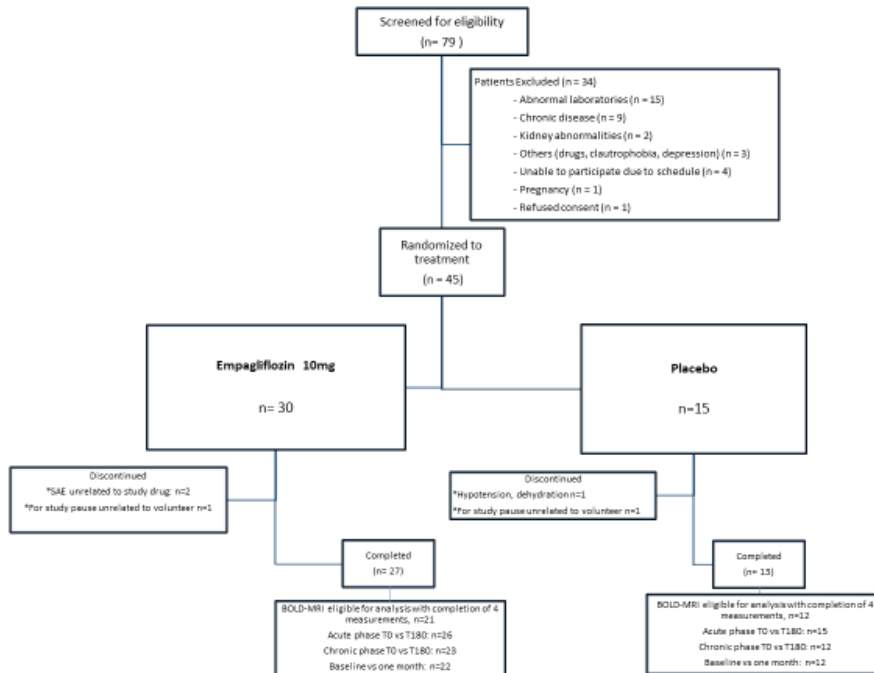 Screened for eligibility
(n= 79 )
Patients Excluded (n = 34)
- Abnormal laboratories (n = 15)
- Chronic disease (n = 9)
- Kidney abnormalities (n = 2)
- Others (drugs, clautrophobia, depression) (n = 3)
- Unable to participate due to schedule (n = 4)
- Pregnancy (n = 1)
- Refused consent (n = 1)
Randomized to
treatment
(n = 45)
Empagliflozin 10mg
n= 30
Placebo
n=15
Discontinued
*SAE unrelated to study drug: n=2
*For study pause unrelated to volunteer n=1
Discontinued
*Hypotension, dehydration n=1
*For study pause unrelated to volunteer n=1
Completed
(n= 27)
Completed
(n= 13)
BOLD-MRI eligible for analysis with completion of 4
measurements, n=21
Acute phase T0 vs T180: n=26
Chronic phase T0 vs T180: n=23
Baseline vs one month: n=22
BOLD-MRI eligible for analysis with completion of 4
measurements, n=12
Acute phase T0 vs T180: n=15
Chronic phase T0 vs T180: n=12
Baseline vs one month: n=12